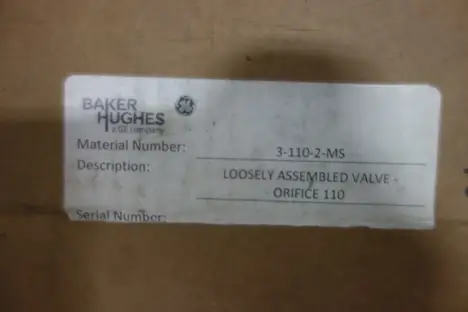 BAKER
HUGHES
a GE company
Material Number: 3-110-2-MS
Description: LOOSELY ASSEMBLED VALVE -
ORIFICE 110
Serial Number: